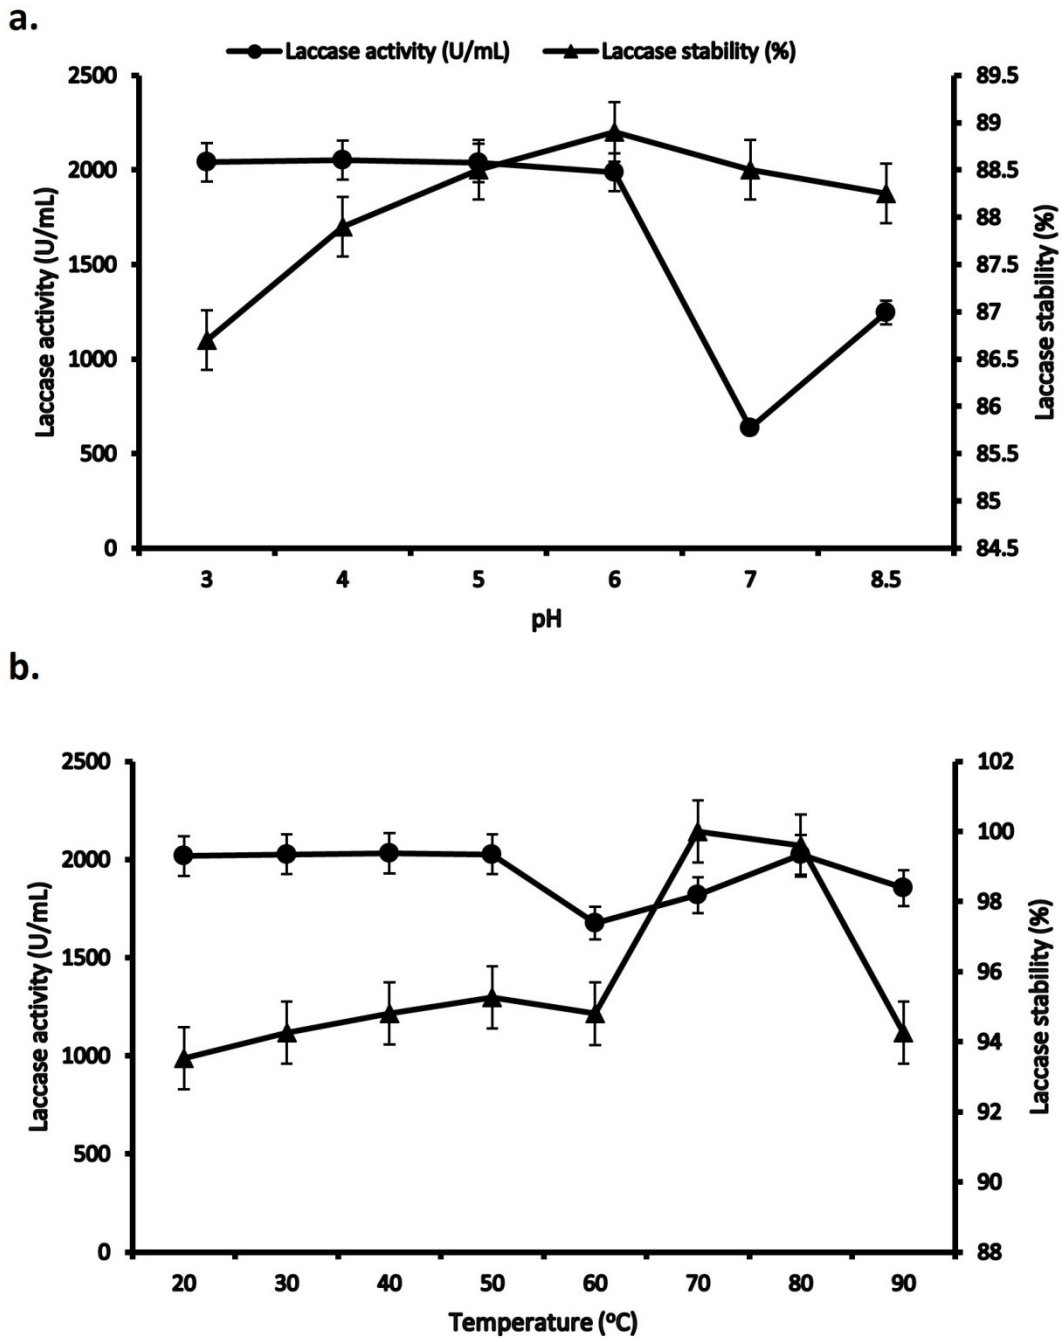 a.
Laccase activity (U/mL) Laccase stability (%)
2500
2000
1500
1000
500
0
Laccase activity (U/mL)
89.5
89
88.5
88
87.5
87
86.5
86
85.5
85
84.5
Laccase stability (%)
3 4 5 6 7 8.5
pH
b.
2500
2000
1500
1000
500
0
Laccase activity (U/mL)
102
100
98
96
94
92
90
88
Laccase stability (%)
20 30 40 50 60 70 80 90
Temperature (ºC)